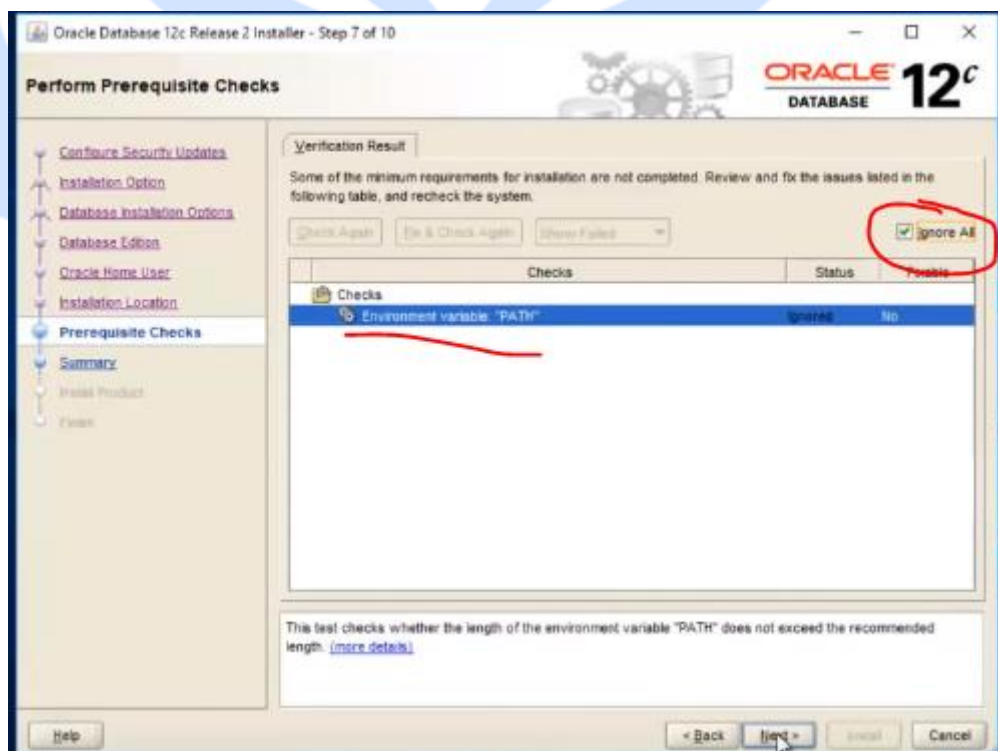 Oracle Database 12c Release 2 Installer - Step 7 of 10
Perform Prerequisite Checks
ORACLE
DATABASE
12c
Configure Security Updates
Installation Option
Database Installation Options
Database Edition
Oracle Home User
Installation Location
Prerequisite Checks
Summary
Install Product
Finish
Verification Result
Some of the minimum requirements for installation are not completed. Review and fix the issues listed in the
following table, and recheck the system.
Check Again Fix & Check Again Show Failed
Ignore All
Checks Status Fixable
Checks
Environment variable: "PATH" Ignored No
This test checks whether the length of the environment variable "PATH" does not exceed the recommended
length. (more details)
Help < Back Next > Install Cancel